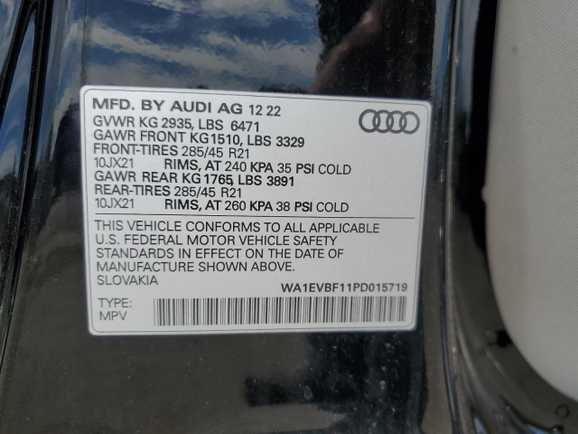 MFD. BY AUDI AG 12 22
GVWR KG 2935, LBS 6471
GAWR FRONT KG1510, LBS 3329
FRONT-TIRES 285/45 R21
10JX21 RIMS, AT 240 KPA 35 PSI COLD
GAWR REAR KG 1765, LBS 3891
REAR-TIRES 285/45 R21
10JX21 RIMS, AT 260 KPA 38 PSI COLD
THIS VEHICLE CONFORMS TO ALL APPLICABLE
U.S. FEDERAL MOTOR VEHICLE SAFETY
STANDARDS IN EFFECT ON THE DATE OF
MANUFACTURE SHOWN ABOVE.
SLOVAKIA WA1EVBF11PD015719
TYPE:
MPV